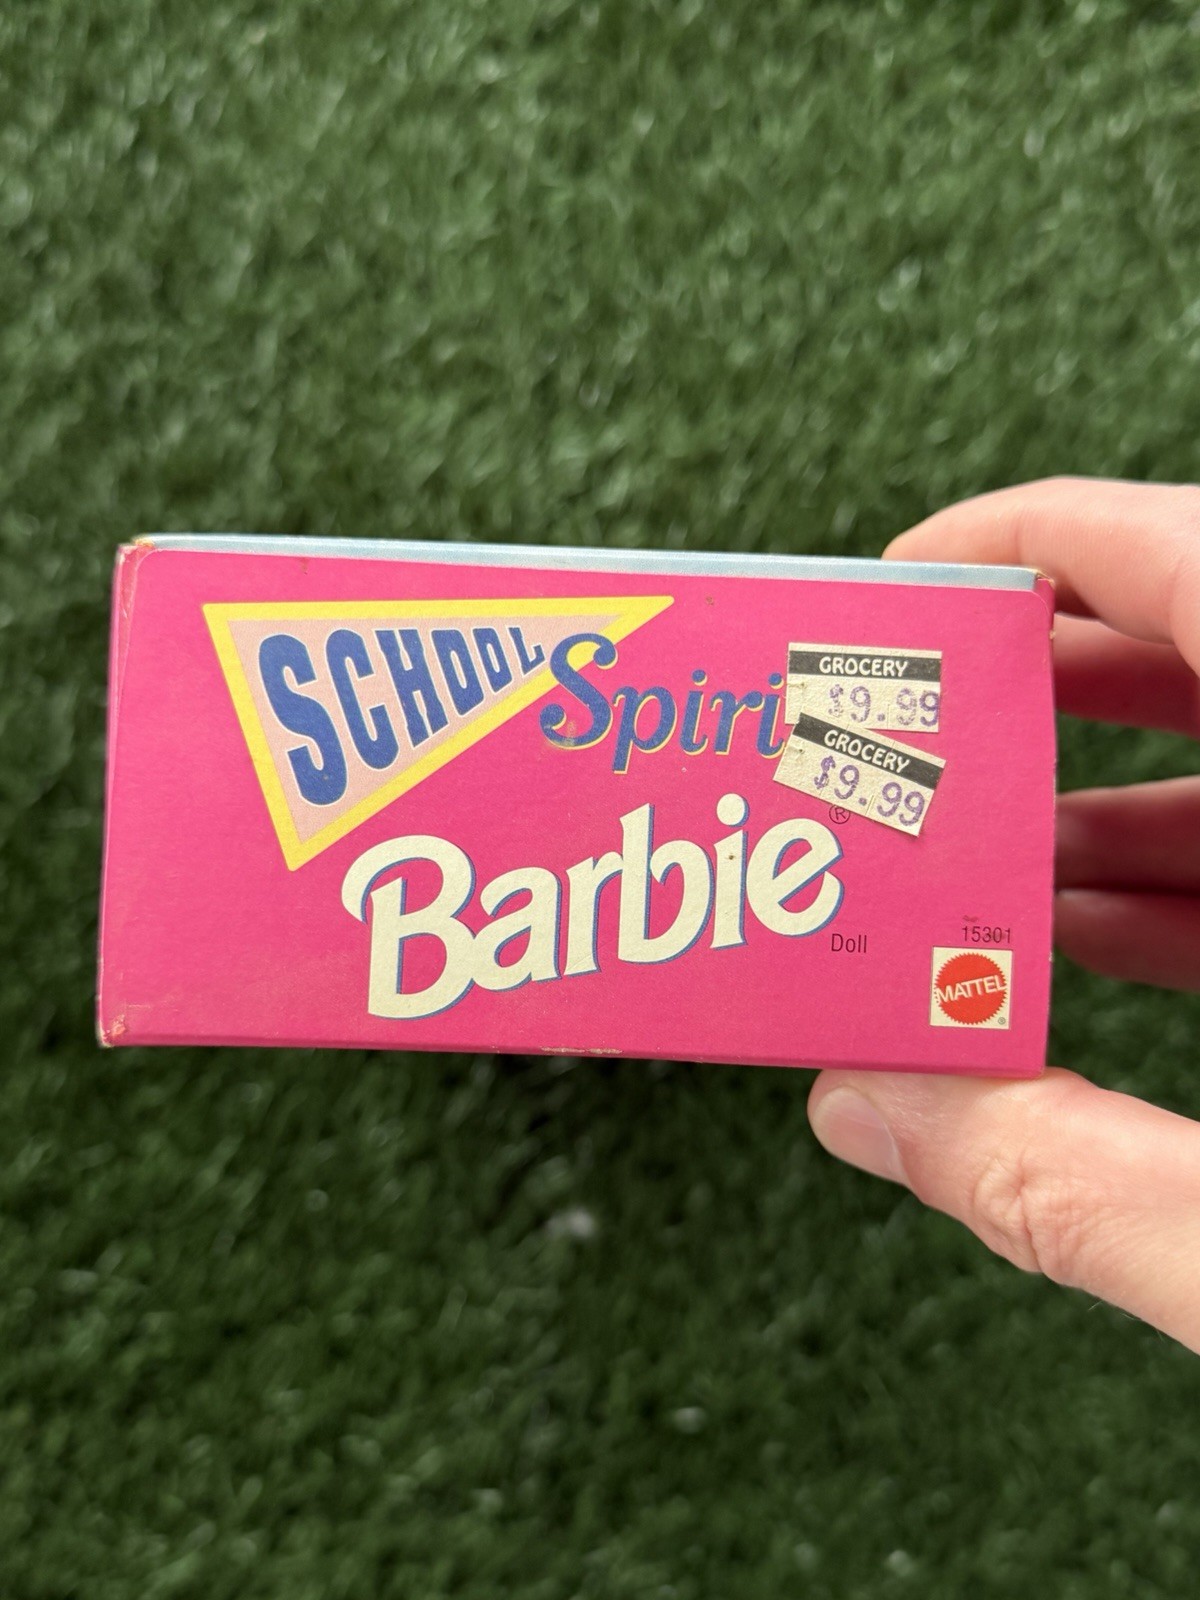 SCHOOL
Spiri
GROCERY
$9.99
GROCERY
$9.99
Barbie®
Doll
15301
MATTEL
®